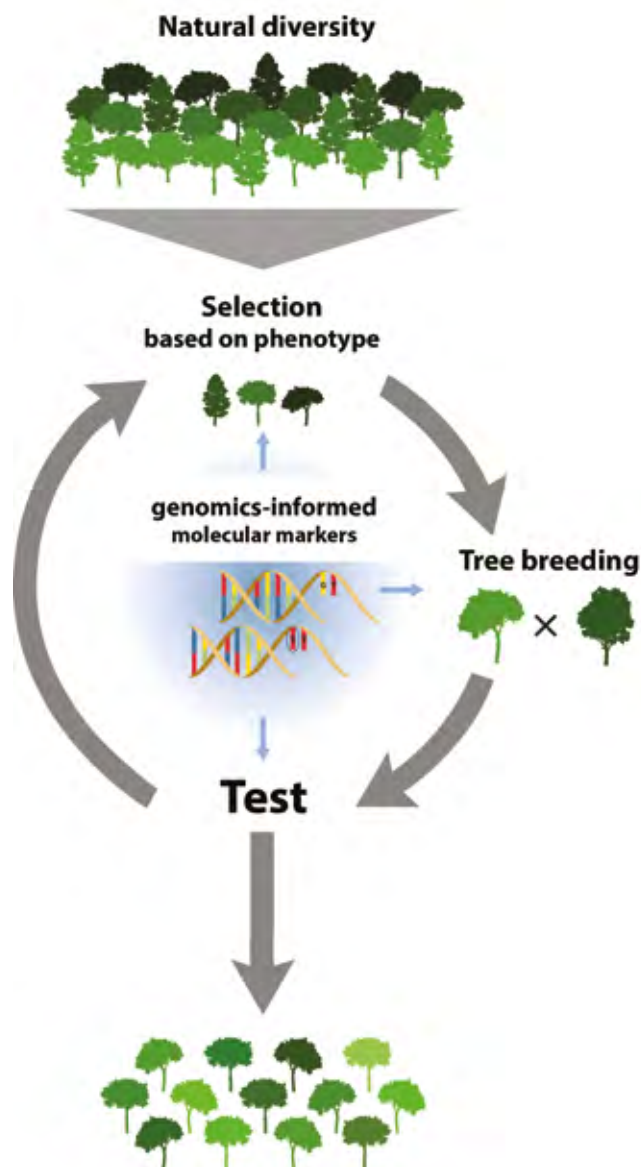 Natural diversity
Selection
based on phenotype
genomics-informed
molecular markers
Tree breeding
×
Test